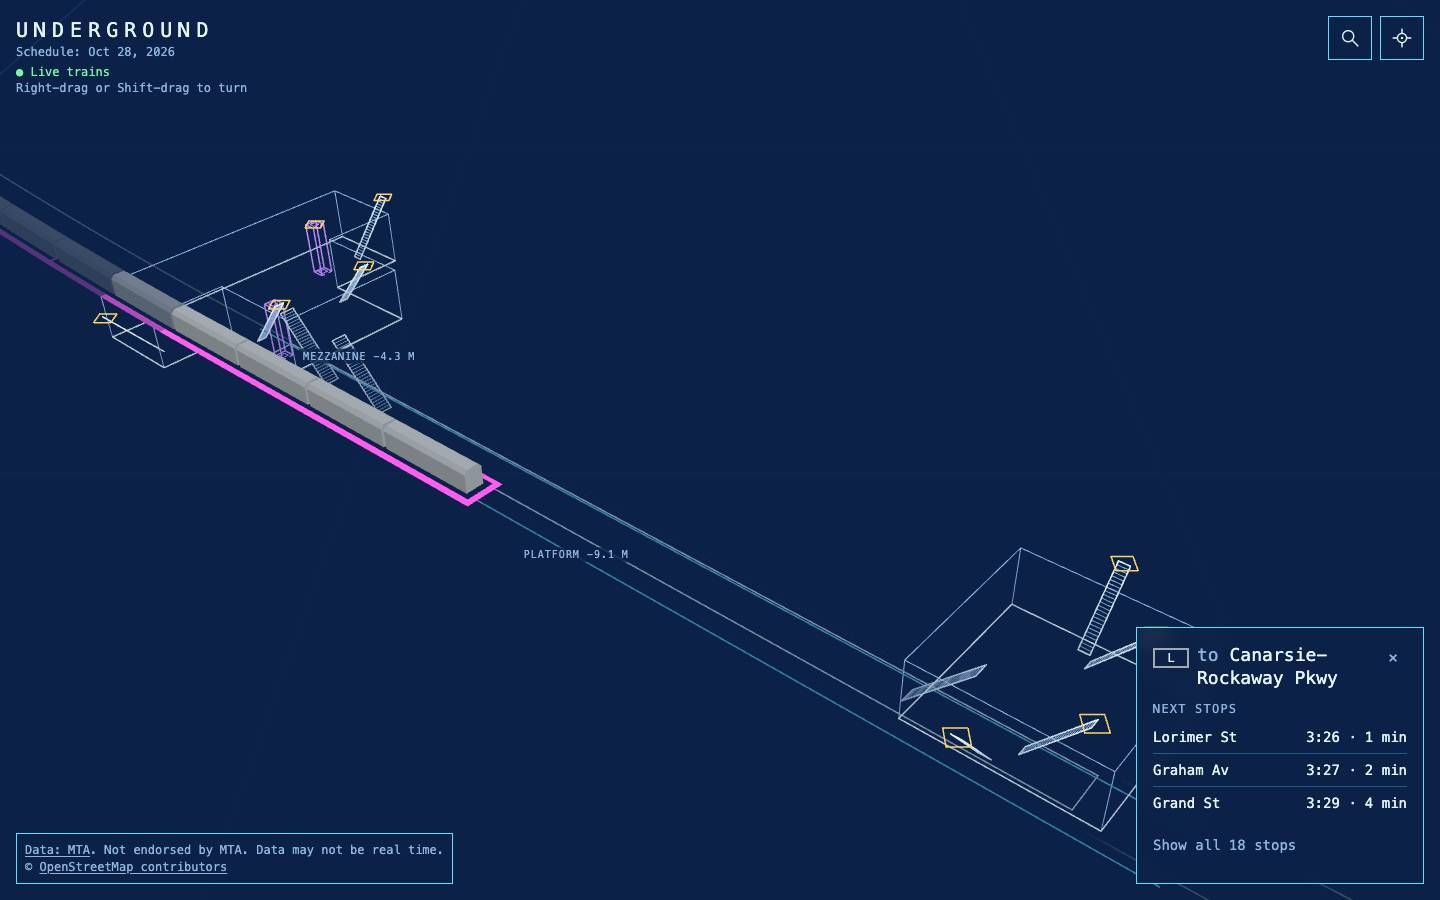 UNDERGROUND
Schedule: Oct 28, 2026
● Live trains
Right-drag or Shift-drag to turn
MEZZANINE -4.3 M
PLATFORM -9.1 M
L to Canarsie-
Rockaway Pkwy
×
NEXT STOPS
Lorimer St 3:26 · 1 min
Graham Av 3:27 · 2 min
Grand St 3:29 · 4 min
Show all 18 stops
Data: MTA. Not endorsed by MTA. Data may not be real time.
© OpenStreetMap contributors